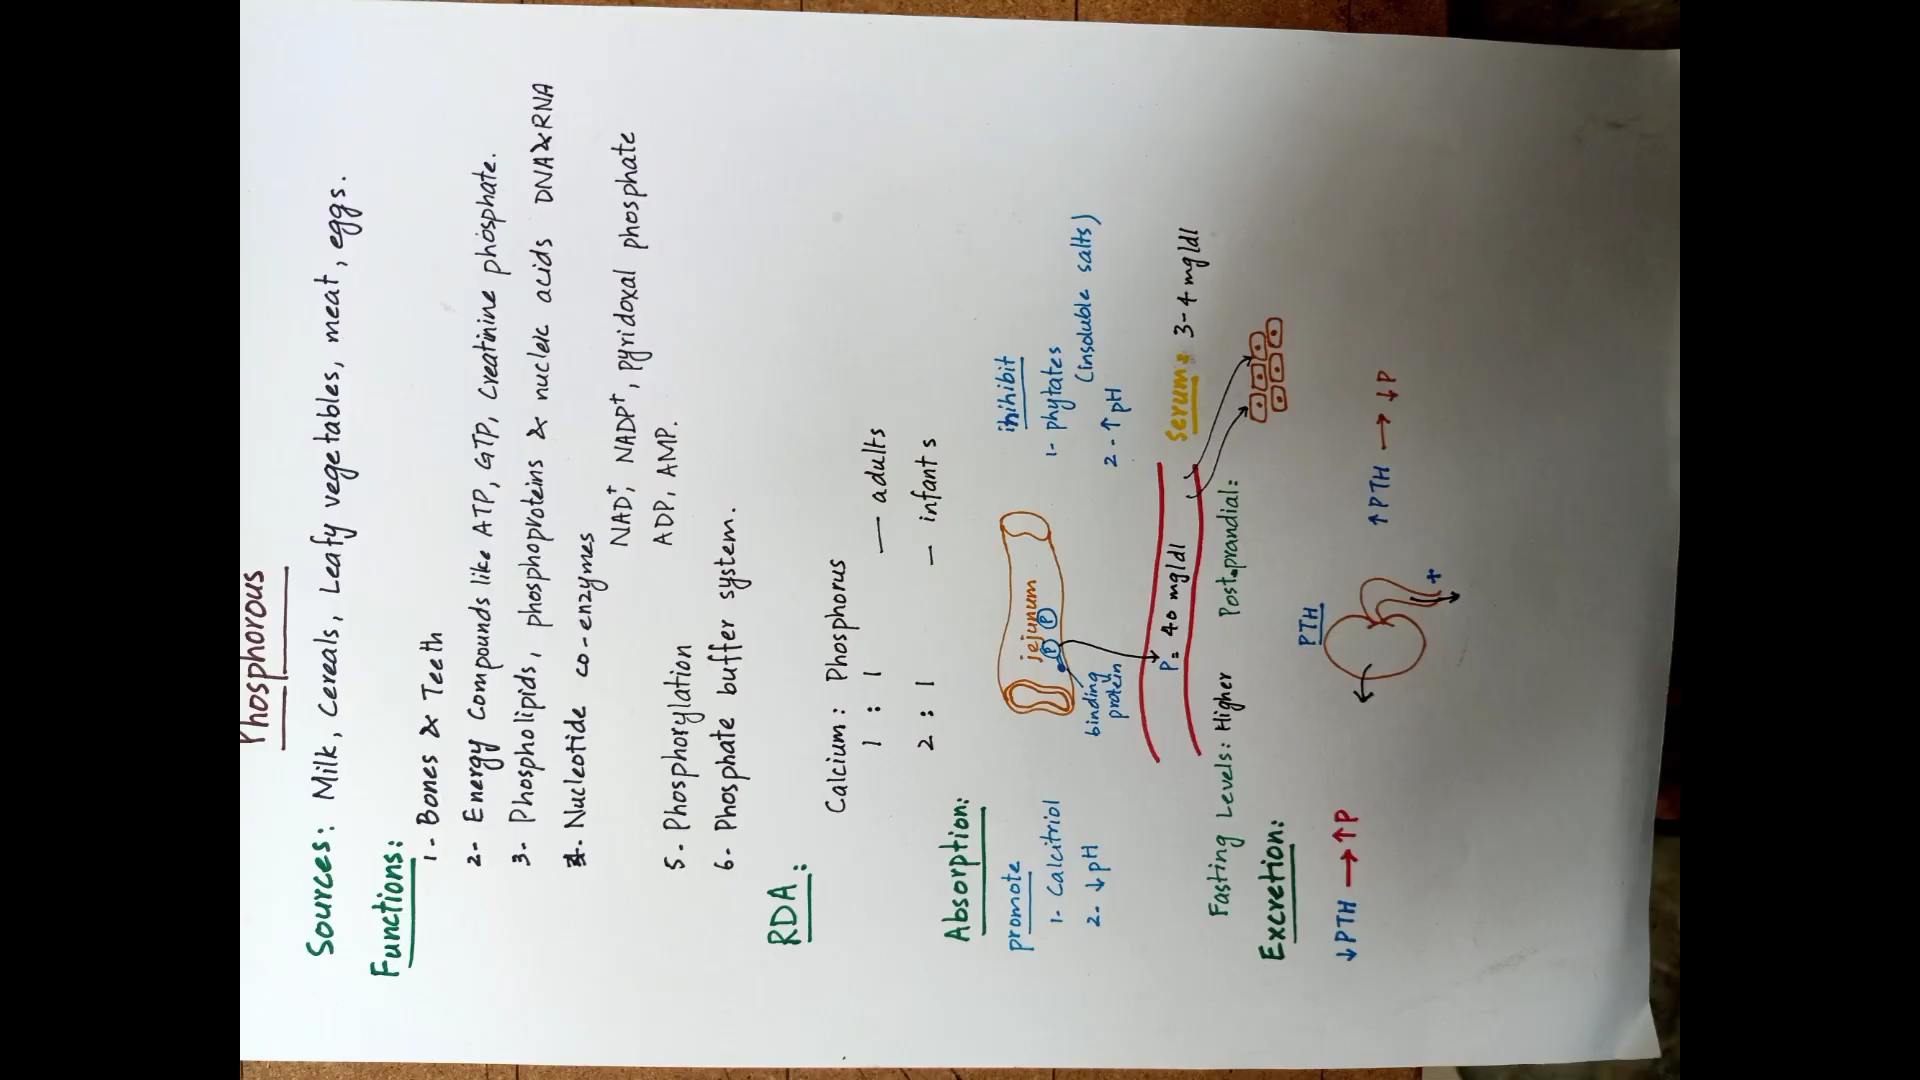 Phosphorous
Sources: Milk, Cereals, Leafy vegetables, meat, eggs.
Functions:
1- Bones & Teeth
2- Energy Compounds like ATP, GTP, Creatinine phosphate.
3- Phospholipids, phosphoproteins & nucleic acids DNA & RNA
4. Nucleotide co-enzymes
NAD+, NADP+, pyridoxal phosphate
ADP, AMP.
5- Phosphorylation
6- Phosphate buffer system.
RDA:
Calcium: Phosphorus
1 : 1 — adults
2 : 1 - infants
Absorption:
promote
1- Calcitriol
2- ↓pH
jejunum
P P
binding
protein
inhibit
1- phytates
(insoluble salts)
2- ↑pH
P= 40 mg/dl
Serum: 3-4 mg/dl
Fasting Levels: Higher Postprandial:
Excretion:
PTH
+
↓PTH → ↑P
↑PTH → ↓P